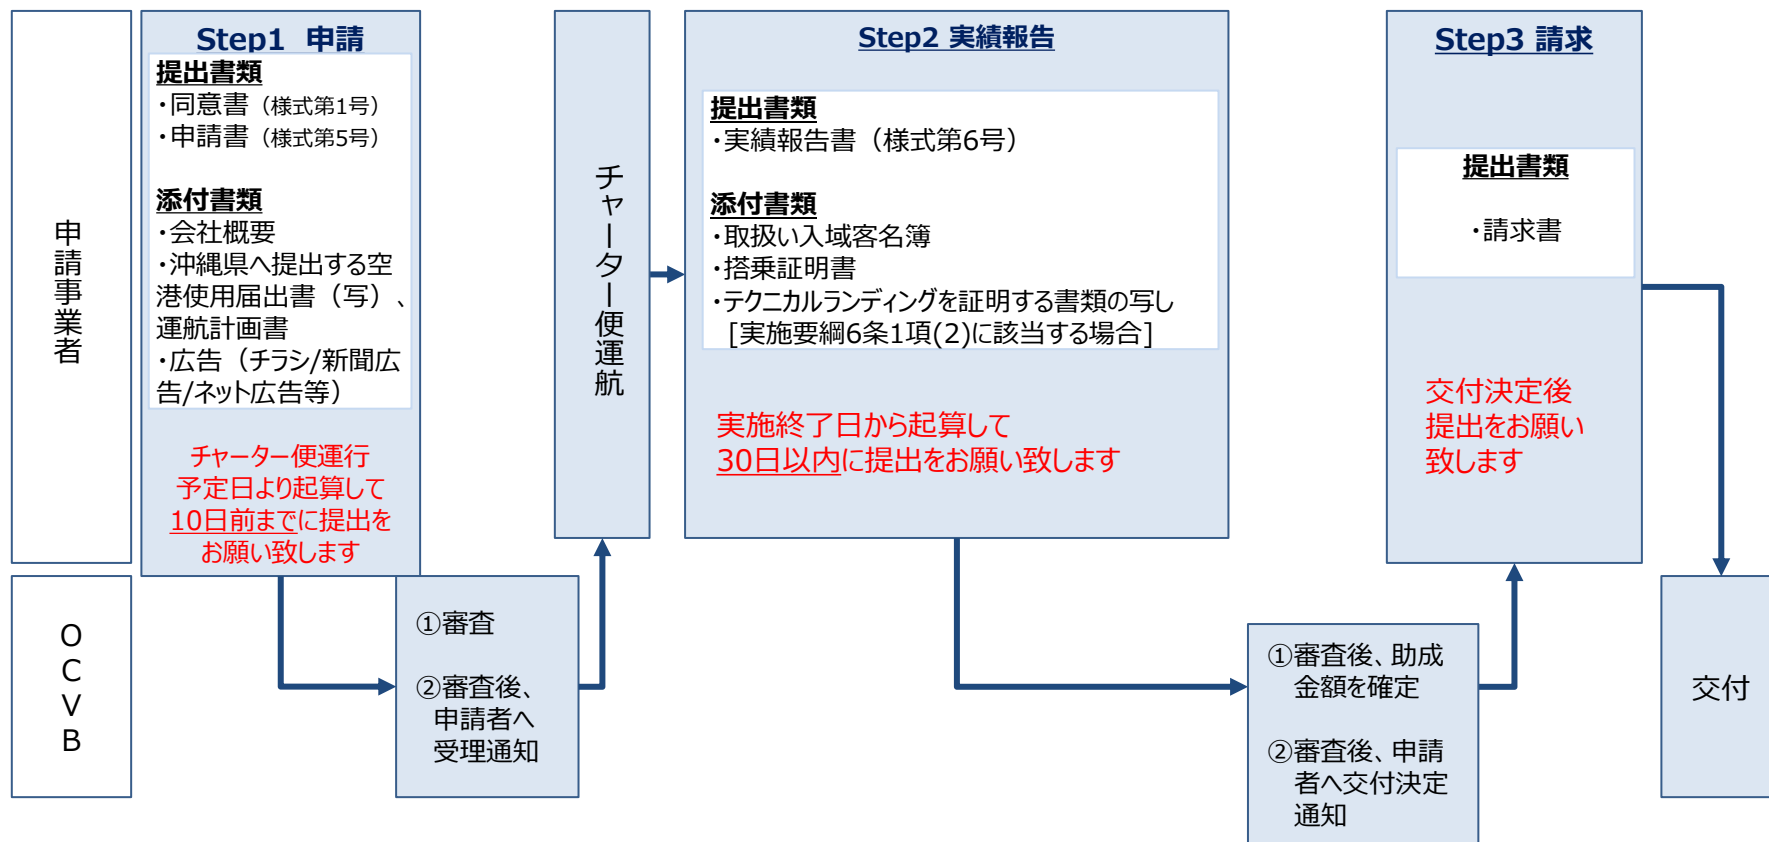 申請事業者
Step1 申請
提出書類
・同意書（様式第1号）
・申請書（様式第5号）
添付書類
・会社概要
・沖縄県へ提出する空
港使用届出書（写）、
運航計画書
・広告（チラシ/新聞広
告/ネット広告等）
チャーター便運行
予定日より起算して
10日前までに提出を
お願い致します
チャーター便運航
Step2 実績報告
提出書類
・実績報告書（様式第6号）
添付書類
・取扱い入域客名簿
・搭乗証明書
・テクニカルランディングを証明する書類の写し
[実施要綱6条1項(2)に該当する場合]
実施終了日から起算して
30日以内に提出をお願い致します
Step3 請求
提出書類
・請求書
交付決定後
提出をお願い
致します
OCVB
①審査
②審査後、
申請者へ
受理通知
①審査後、助成
金額を確定
②審査後、申請
者へ交付決定
通知
交付